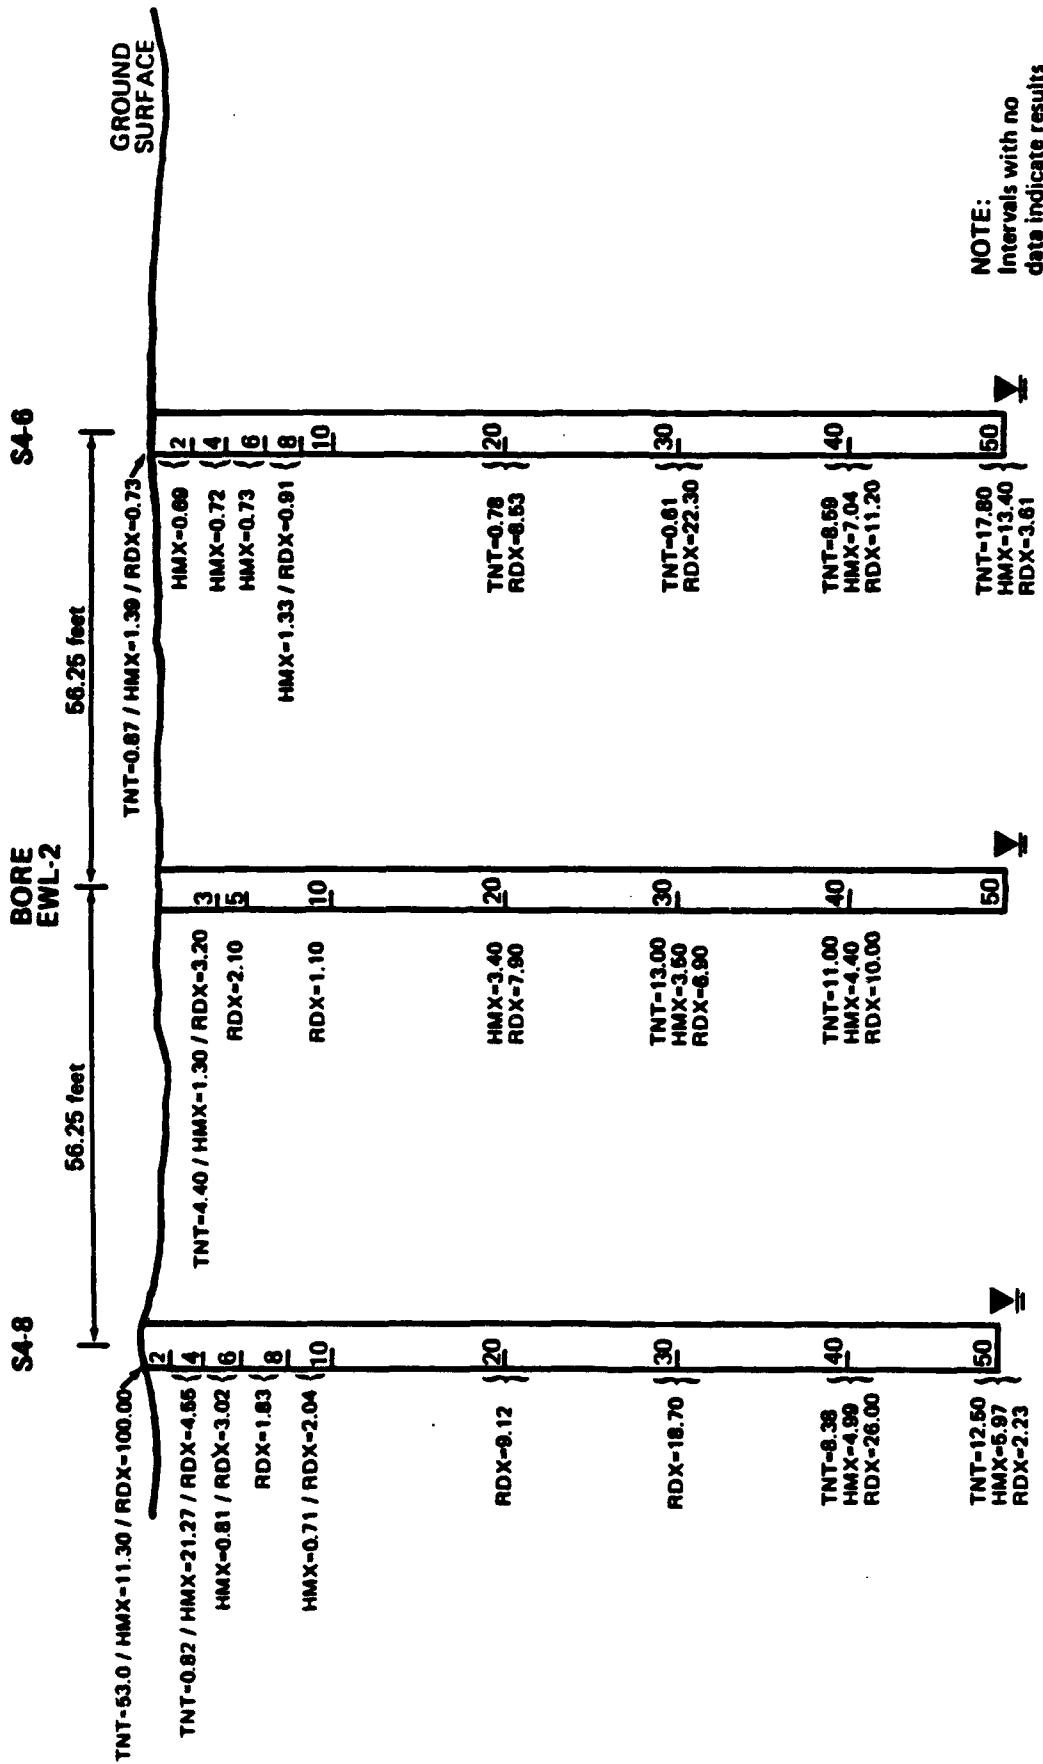 S4-8
BORE
EWL-2
S4-6
56.25 feet
56.25 feet
GROUND
SURFACE
TNT=53.0 / HMX=11.30 / RDX=100.00
2
TNT=0.82 / HMX=21.27 / RDX=4.55
4
HMX=0.81 / RDX=3.02
6
RDX=1.83
8
HMX=0.71 / RDX=2.04
10
RDX=9.12
20
RDX=18.70
30
TNT=8.38
HMX=4.99
RDX=26.00
40
TNT=12.50
HMX=5.97
RDX=2.23
50
TNT=4.40 / HMX=1.30 / RDX=3.20
3
RDX=2.10
5
RDX=1.10
10
HMX=3.40
RDX=7.90
20
TNT=13.00
HMX=3.50
RDX=6.90
30
TNT=11.00
HMX=4.40
RDX=10.00
40
50
TNT=0.87 / HMX=1.39 / RDX=0.73
HMX=0.69
2
HMX=0.72
4
HMX=0.73
6
HMX=1.33 / RDX=0.91
8
10
TNT=0.78
RDX=8.53
20
TNT=0.61
RDX=22.30
30
TNT=8.69
HMX=7.04
RDX=11.20
40
TNT=17.80
HMX=13.40
RDX=3.61
50
NOTE:
Intervals with no
data indicate results